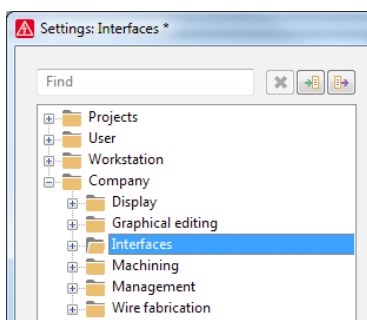 Settings: Interfaces *
Find
Projects
User
Workstation
Company
Display
Graphical editing
Interfaces
Machining
Management
Wire fabrication